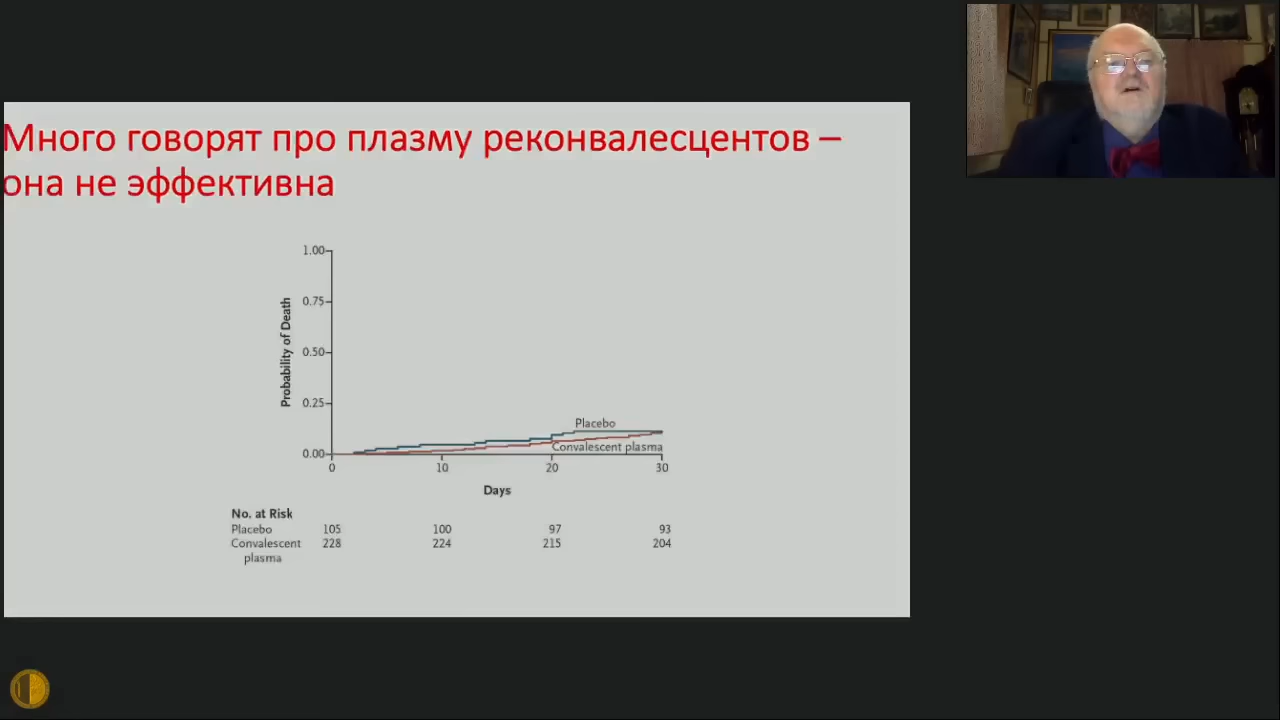 Много говорят про плазму реконвалесцентов –
она не эффективна
1.00
0.75
0.50
0.25
0.00
Probability of Death
Placebo
Convalescent plasma
0 10 20 30
Days
No. at Risk
Placebo 105 100 97 93
Convalescent 228 224 215 204
plasma